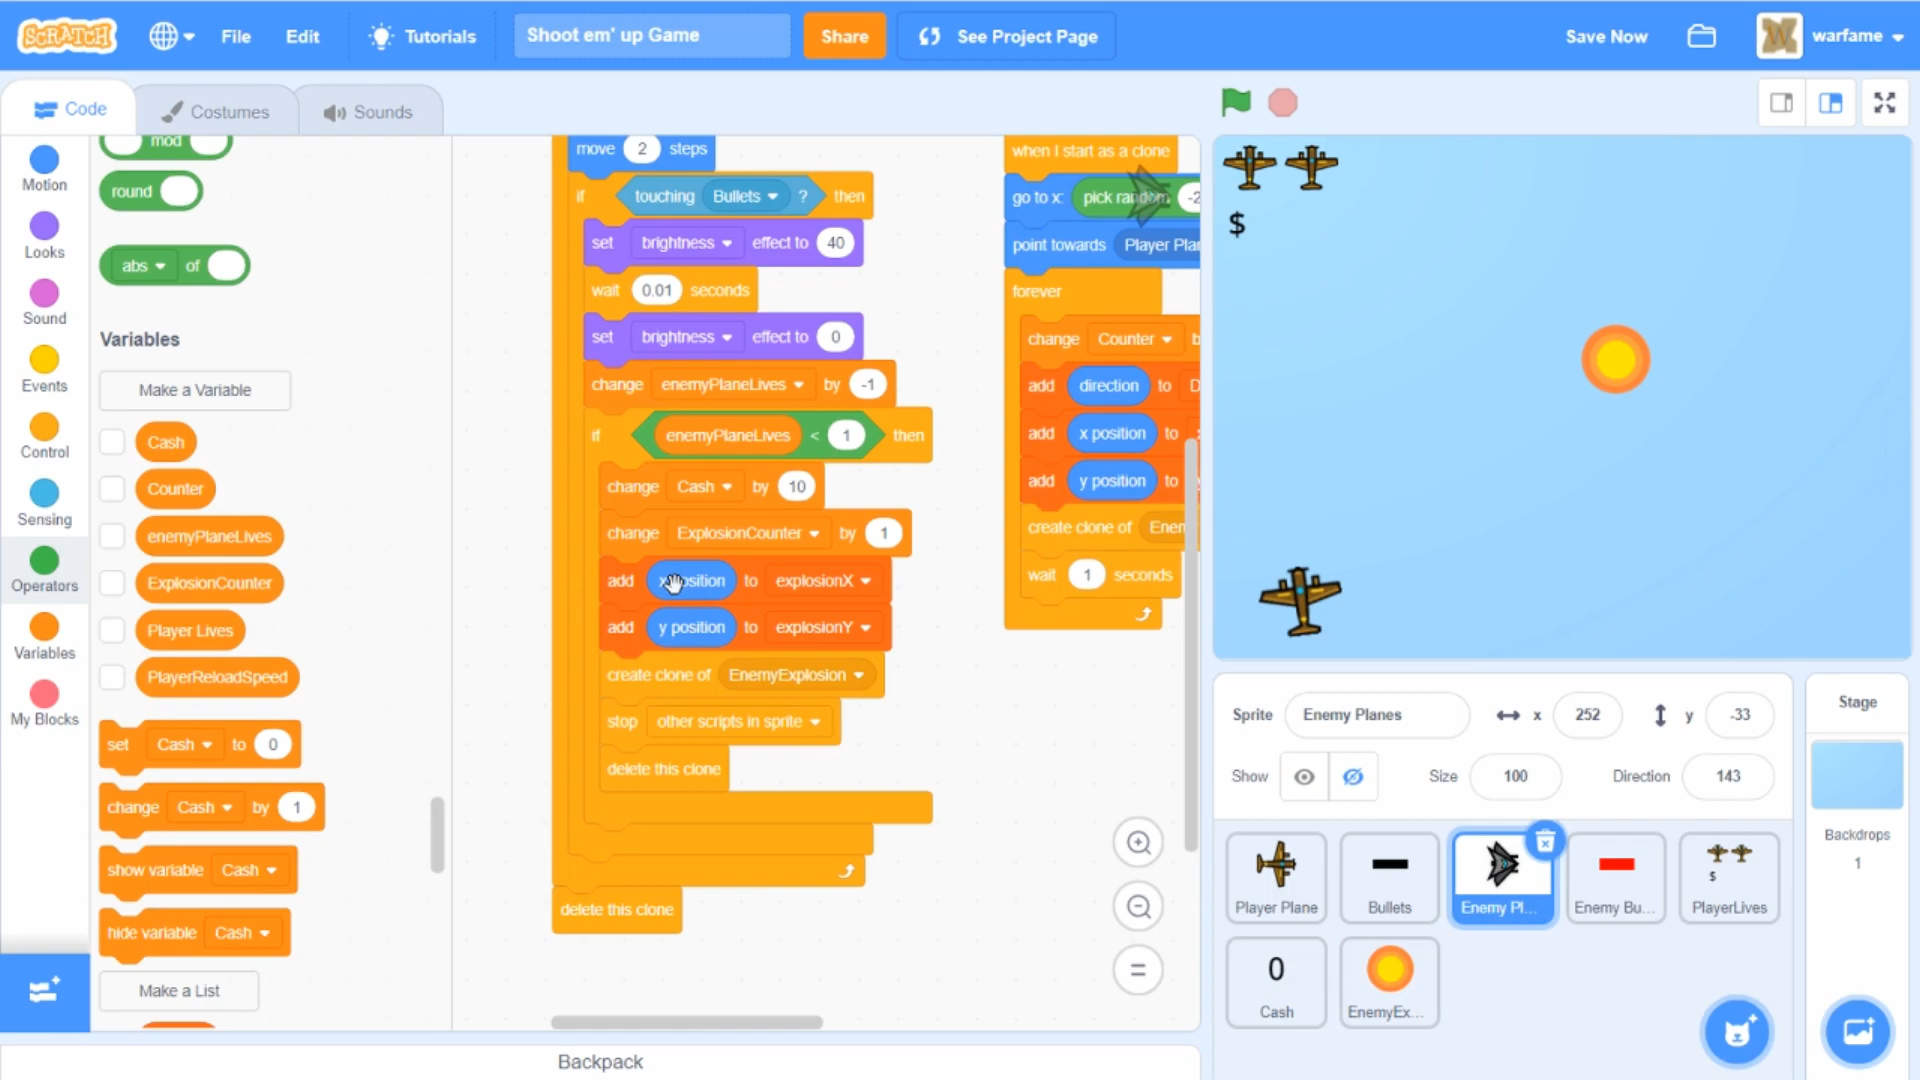 SCRATCH
File
Edit
Tutorials
Shoot em' up Game
Share
See Project Page
Save Now
warfame
Code
Costumes
Sounds
Motion
Looks
Sound
Events
Control
Sensing
Operators
Variables
My Blocks
mod
round
abs of
Variables
Make a Variable
Cash
Counter
enemyPlaneLives
ExplosionCounter
Player Lives
PlayerReloadSpeed
set Cash to 0
change Cash by 1
show variable Cash
hide variable Cash
Make a List
move 2 steps
if touching Bullets ? then
set brightness effect to 40
wait 0.01 seconds
set brightness effect to 0
change enemyPlaneLives by -1
if enemyPlaneLives < 1 then
change Cash by 10
change ExplosionCounter by 1
add x position to explosionX
add y position to explosionY
create clone of EnemyExplosion
stop other scripts in sprite
delete this clone
delete this clone
when I start as a clone
go to x: pick random -2
point towards Player Plan
forever
change Counter b
add direction to D
add x position to
add y position to
create clone of Enem
wait 1 seconds
Backpack
$
Sprite Enemy Planes x 252 y -33
Show Size 100 Direction 143
Player Plane
Bullets
Enemy Pl...
Enemy Bu...
$
PlayerLives
0
Cash
EnemyEx...
Stage
Backdrops
1